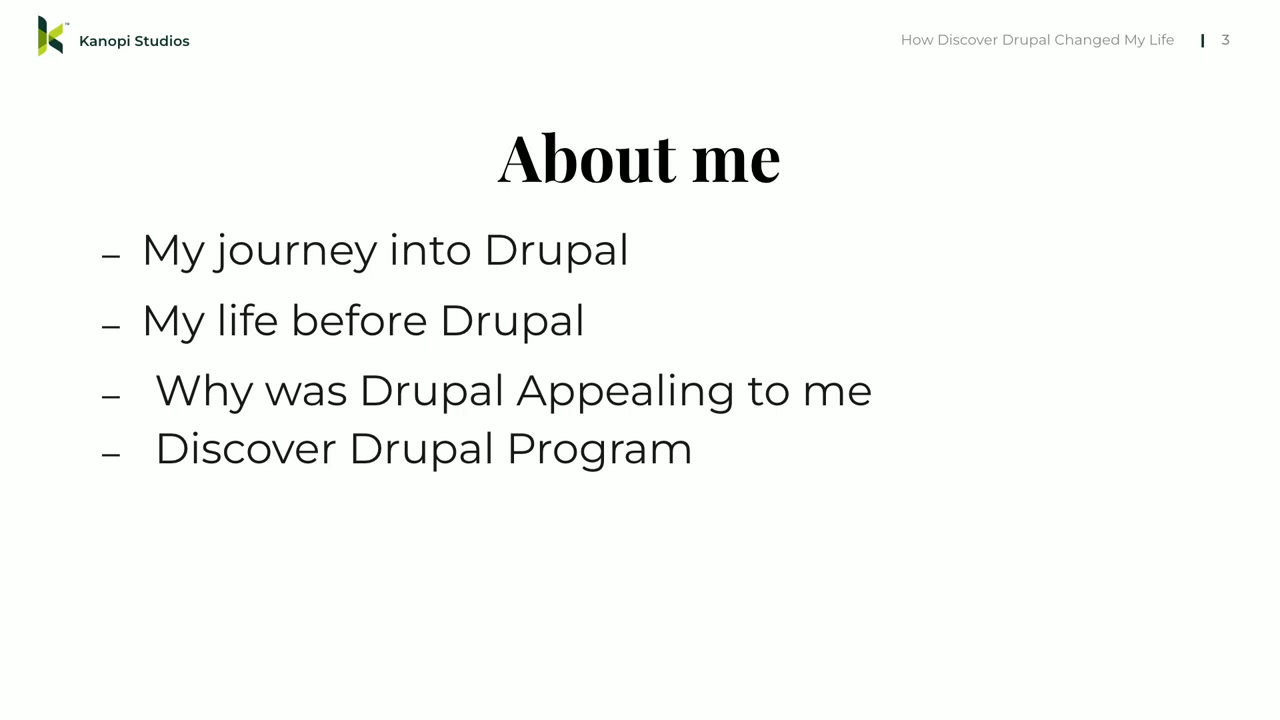 Kanopi Studios
How Discover Drupal Changed My Life | 3
About me
– My journey into Drupal
– My life before Drupal
– Why was Drupal Appealing to me
– Discover Drupal Program